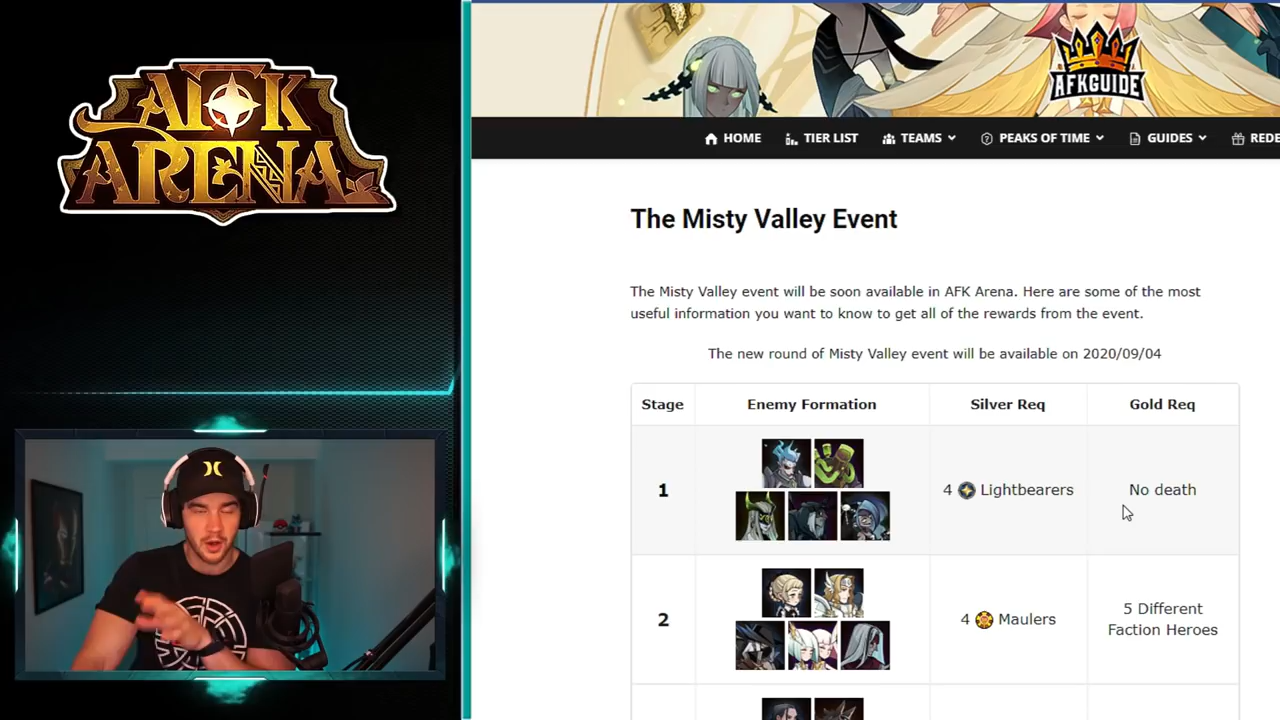 AFK
ARENA
AFKGUIDE
HOME
TIER LIST
TEAMS
PEAKS OF TIME
GUIDES
REDE
The Misty Valley Event
The Misty Valley event will be soon available in AFK Arena. Here are some of the most
useful information you want to know to get all of the rewards from the event.
The new round of Misty Valley event will be available on 2020/09/04
Stage
Enemy Formation
Silver Req
Gold Req
1
4 Lightbearers
No death
2
4 Maulers
5 Different
Faction Heroes